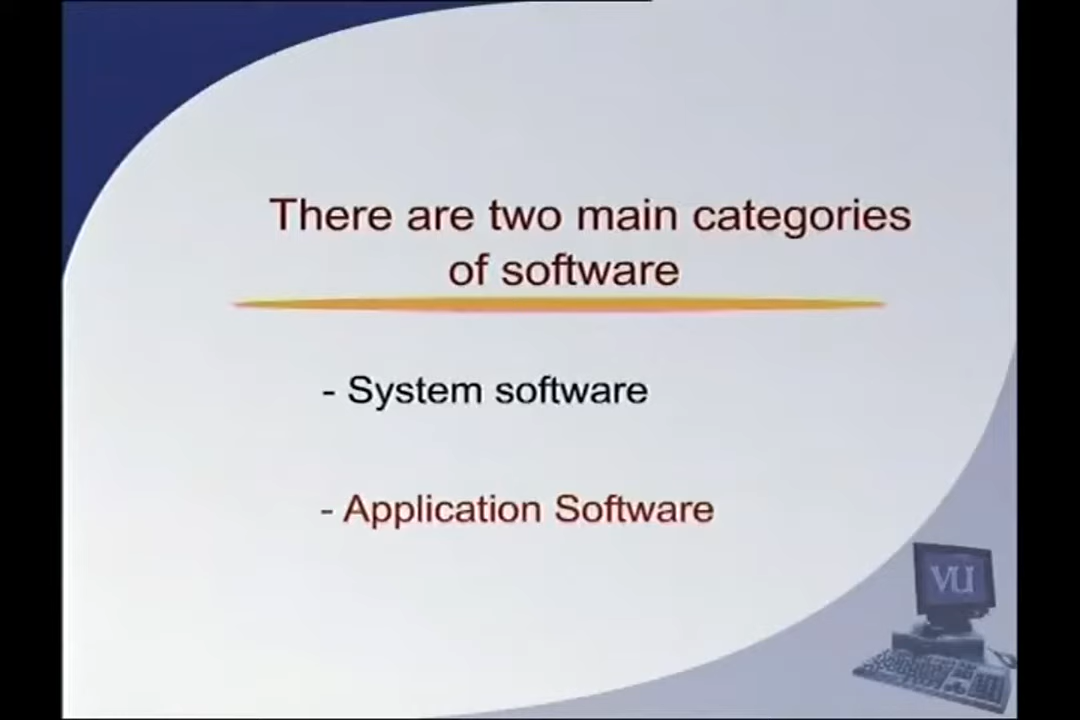 There are two main categories
of software
- System software
- Application Software
VU